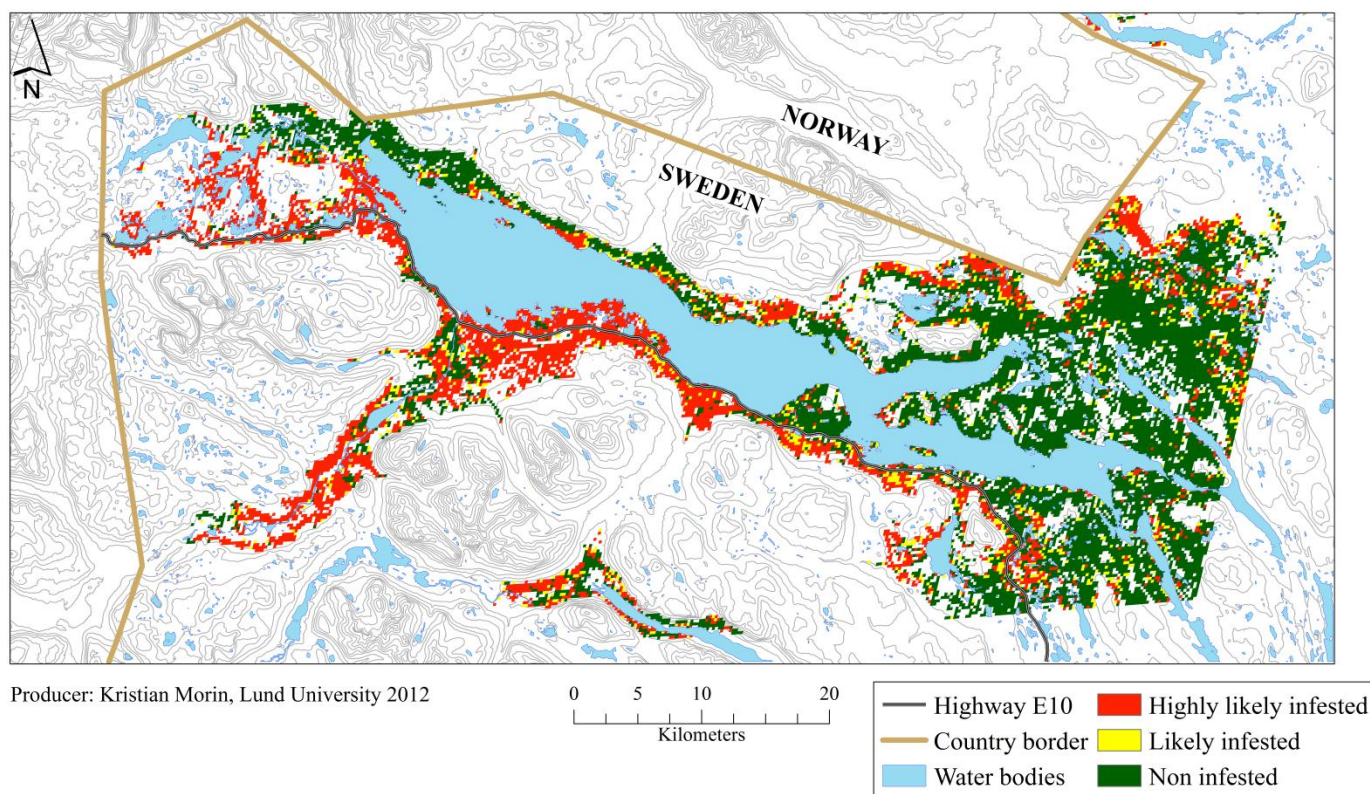 N
NORWAY
SWEDEN
Producer: Kristian Morin, Lund University 2012
0 5 10 20
Kilometers
Highway E10
Country border
Water bodies
Highly likely infested
Likely infested
Non infested